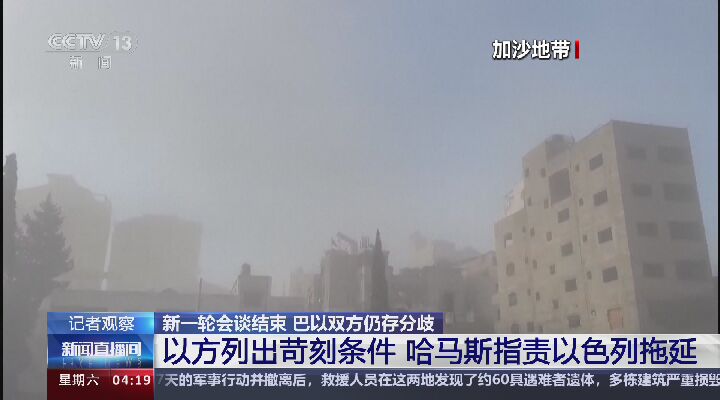 CCTV 13
新闻
加沙地带
记者观察
新一轮会谈结束 巴以双方仍存分歧
新闻直播间
以方列出苛刻条件 哈马斯指责以色列拖延
星期六 04:19
7天的军事行动并撤离后，救援人员在这两地发现了约60具遇难者遗体，多栋建筑严重损毁